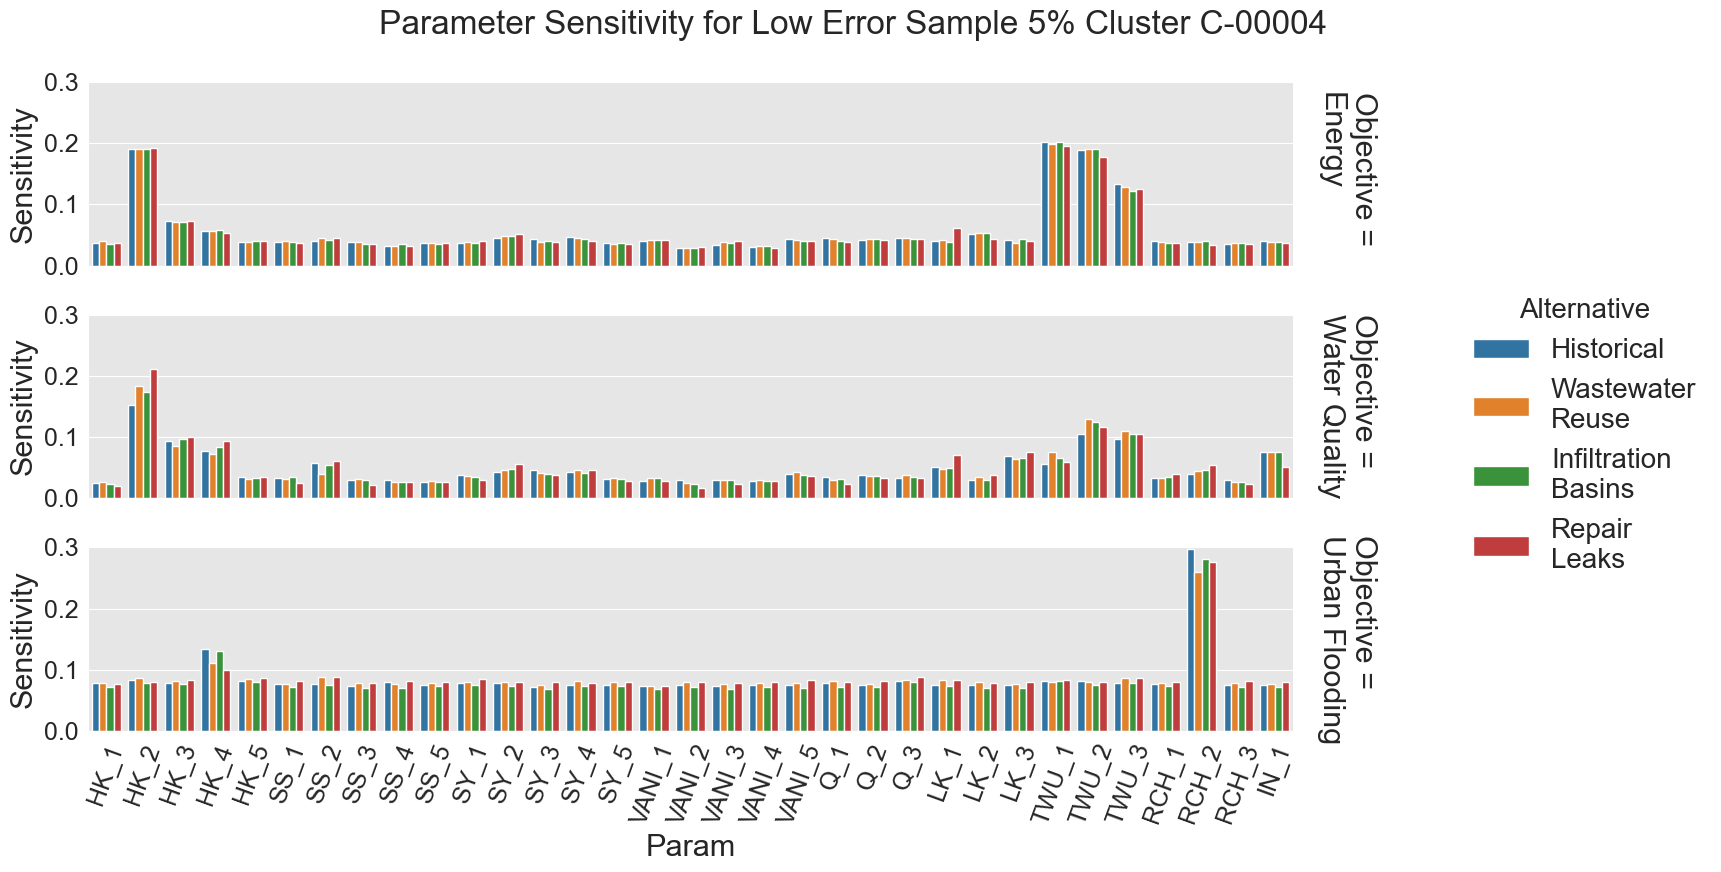 Parameter Sensitivity for Low Error Sample 5% Cluster C-00004
Sensitivity
0.3
0.2
0.1
0.0
Objective =
Energy
Sensitivity
0.3
0.2
0.1
0.0
Objective =
Water Quality
Sensitivity
0.3
0.2
0.1
0.0
Objective =
Urban Flooding
HK_1
HK_2
HK_3
HK_4
HK_5
SS_1
SS_2
SS_3
SS_4
SS_5
SY_1
SY_2
SY_3
SY_4
SY_5
VANI_1
VANI_2
VANI_3
VANI_4
VANI_5
Q_1
Q_2
Q_3
LK_1
LK_2
LK_3
TWU_1
TWU_2
TWU_3
RCH_1
RCH_2
RCH_3
IN_1
Param
Alternative
Historical
Wastewater
Reuse
Infiltration
Basins
Repair
Leaks